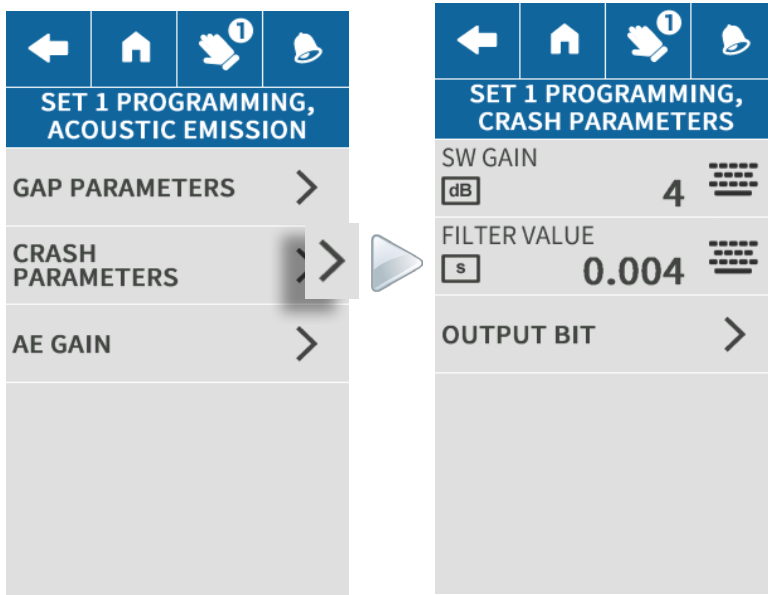 1
SET 1 PROGRAMMING,
ACOUSTIC EMISSION
GAP PARAMETERS
CRASH
PARAMETERS
AE GAIN
1
SET 1 PROGRAMMING,
CRASH PARAMETERS
SW GAIN
dB 4
FILTER VALUE
s 0.004
OUTPUT BIT